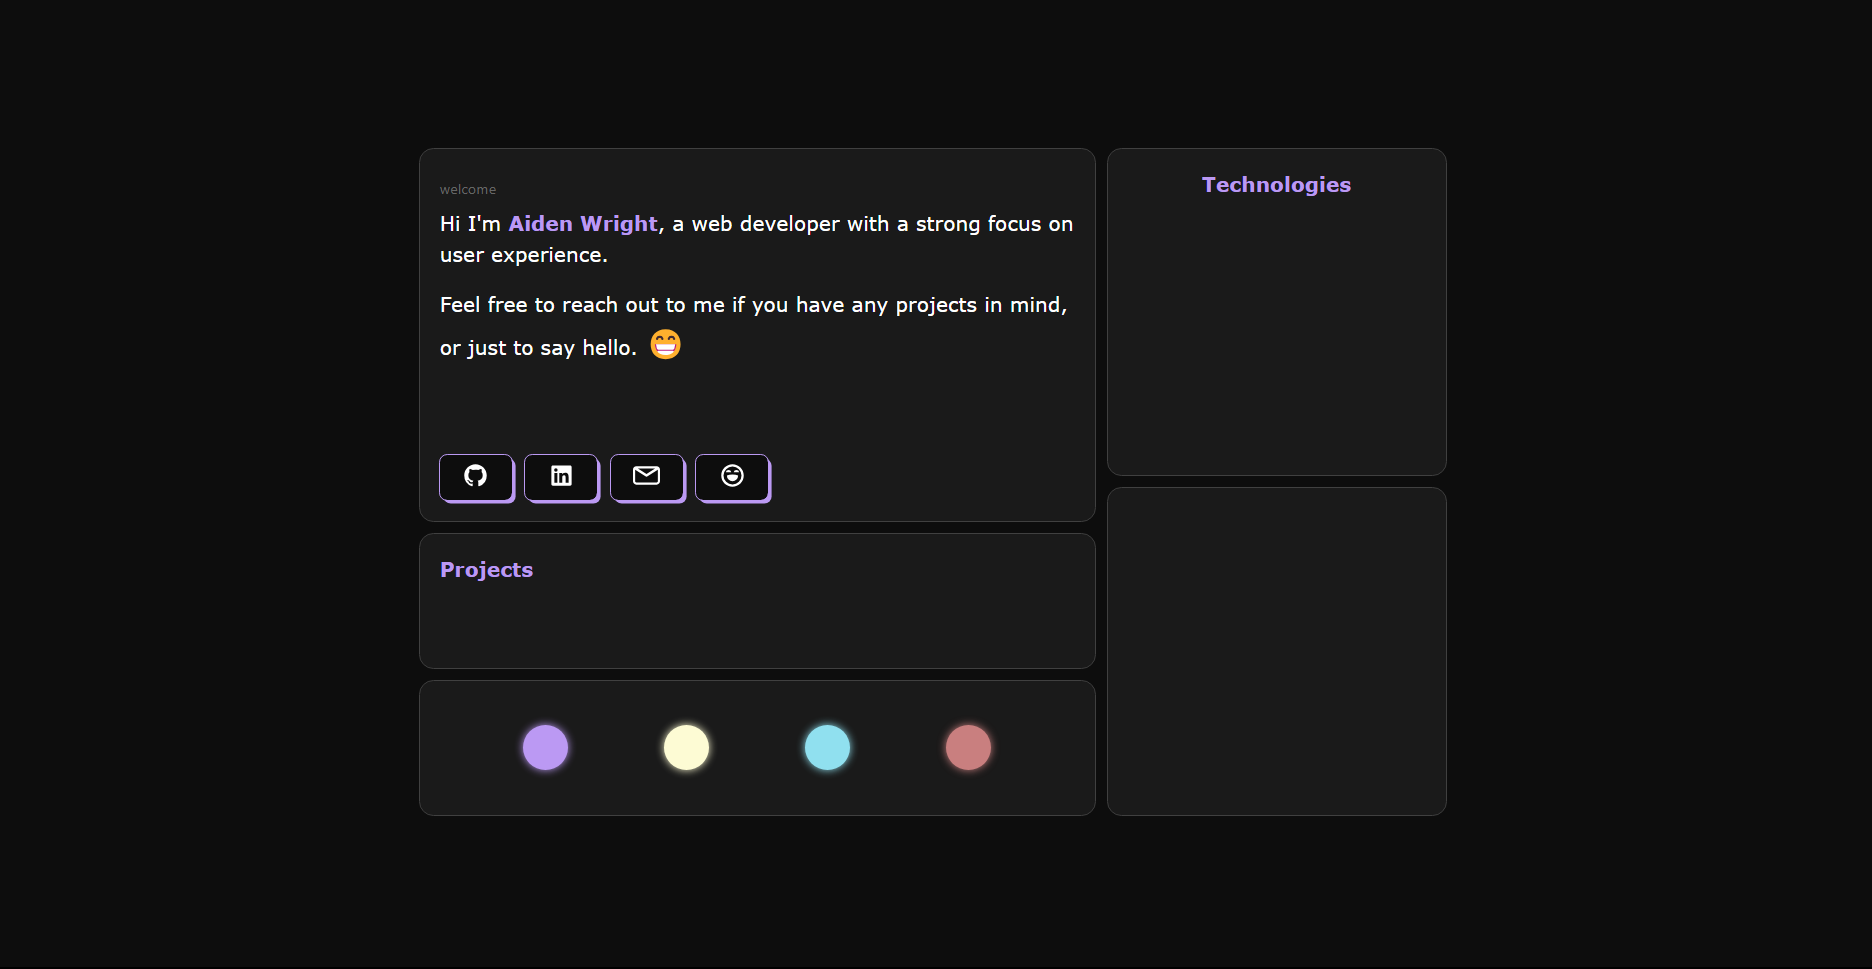 welcome
Hi I'm Aiden Wright, a web developer with a strong focus on
user experience.
Feel free to reach out to me if you have any projects in mind,
or just to say hello. 😁
Projects
Technologies